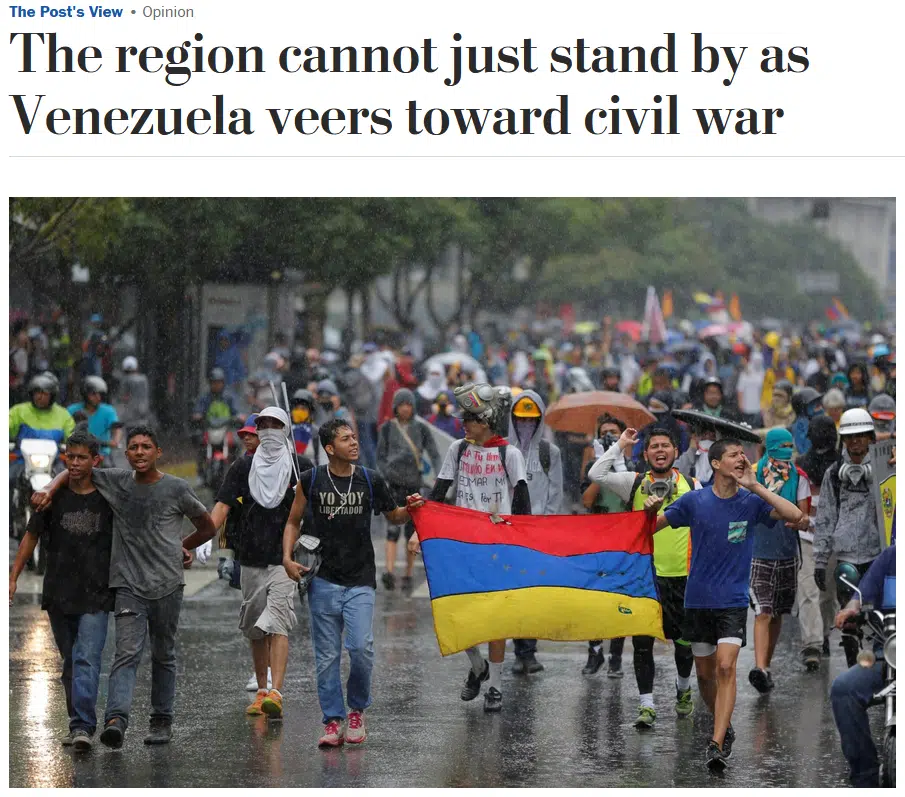 The Post's View • Opinion
The region cannot just stand by as
Venezuela veers toward civil war
YO SOY
LIBERTADOR